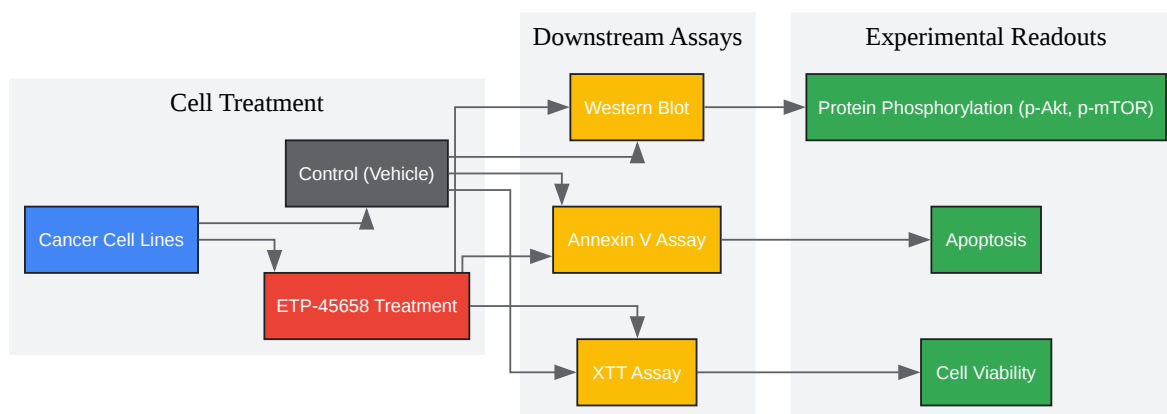 Cell Treatment
Cancer Cell Lines
Control (Vehicle)
ETP-45658 Treatment
Downstream Assays
Western Blot
Annexin V Assay
XTT Assay
Experimental Readouts
Protein Phosphorylation (p-Akt, p-mTOR)
Apoptosis
Cell Viability